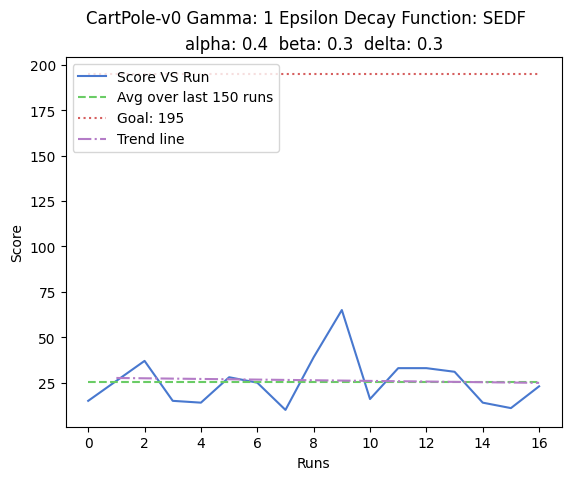 CartPole-v0 Gamma: 1 Epsilon Decay Function: SEDF
alpha: 0.4 beta: 0.3 delta: 0.3
200
175
150
125
100
75
50
25
Score
Score VS Run
Avg over last 150 runs
Goal: 195
Trend line
0 2 4 6 8 10 12 14 16
Runs